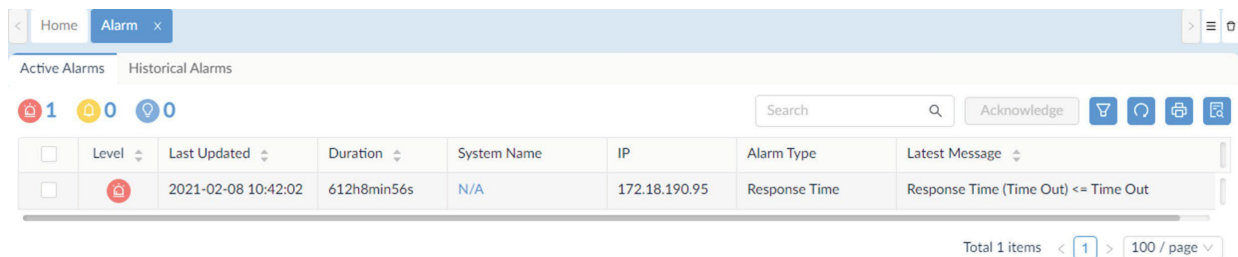 Home Alarm
Active Alarms Historical Alarms
1 0 0 Search Acknowledge
Level Last Updated Duration System Name IP Alarm Type Latest Message
2021-02-08 10:42:02 612h8min56s N/A 172.18.190.95 Response Time Response Time (Time Out) <= Time Out
Total 1 items < 1 > 100 / page